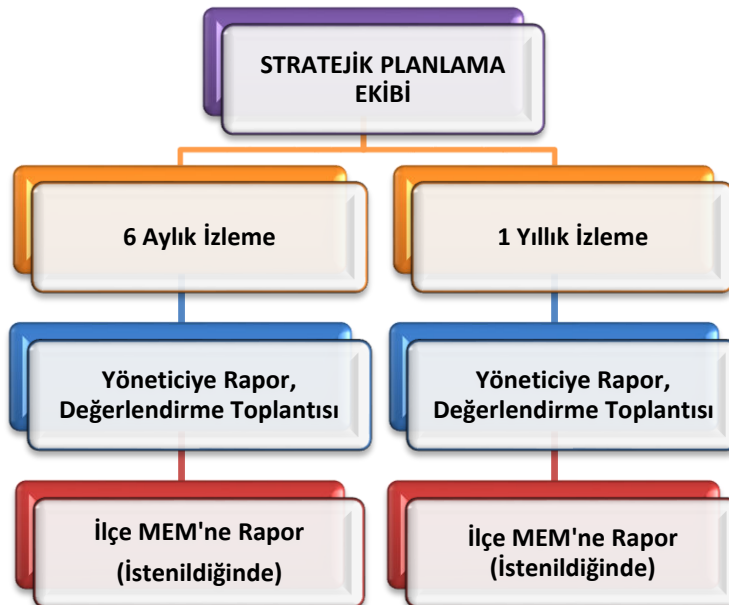 STRATEJİK PLANLAMA
EKİBİ
6 Aylık İzleme
1 Yıllık İzleme
Yöneticiye Rapor,
Değerlendirme Toplantısı
Yöneticiye Rapor,
Değerlendirme Toplantısı
İlçe MEM'ne Rapor
(İstenildiğinde)
İlçe MEM'ne Rapor
(İstenildiğinde)